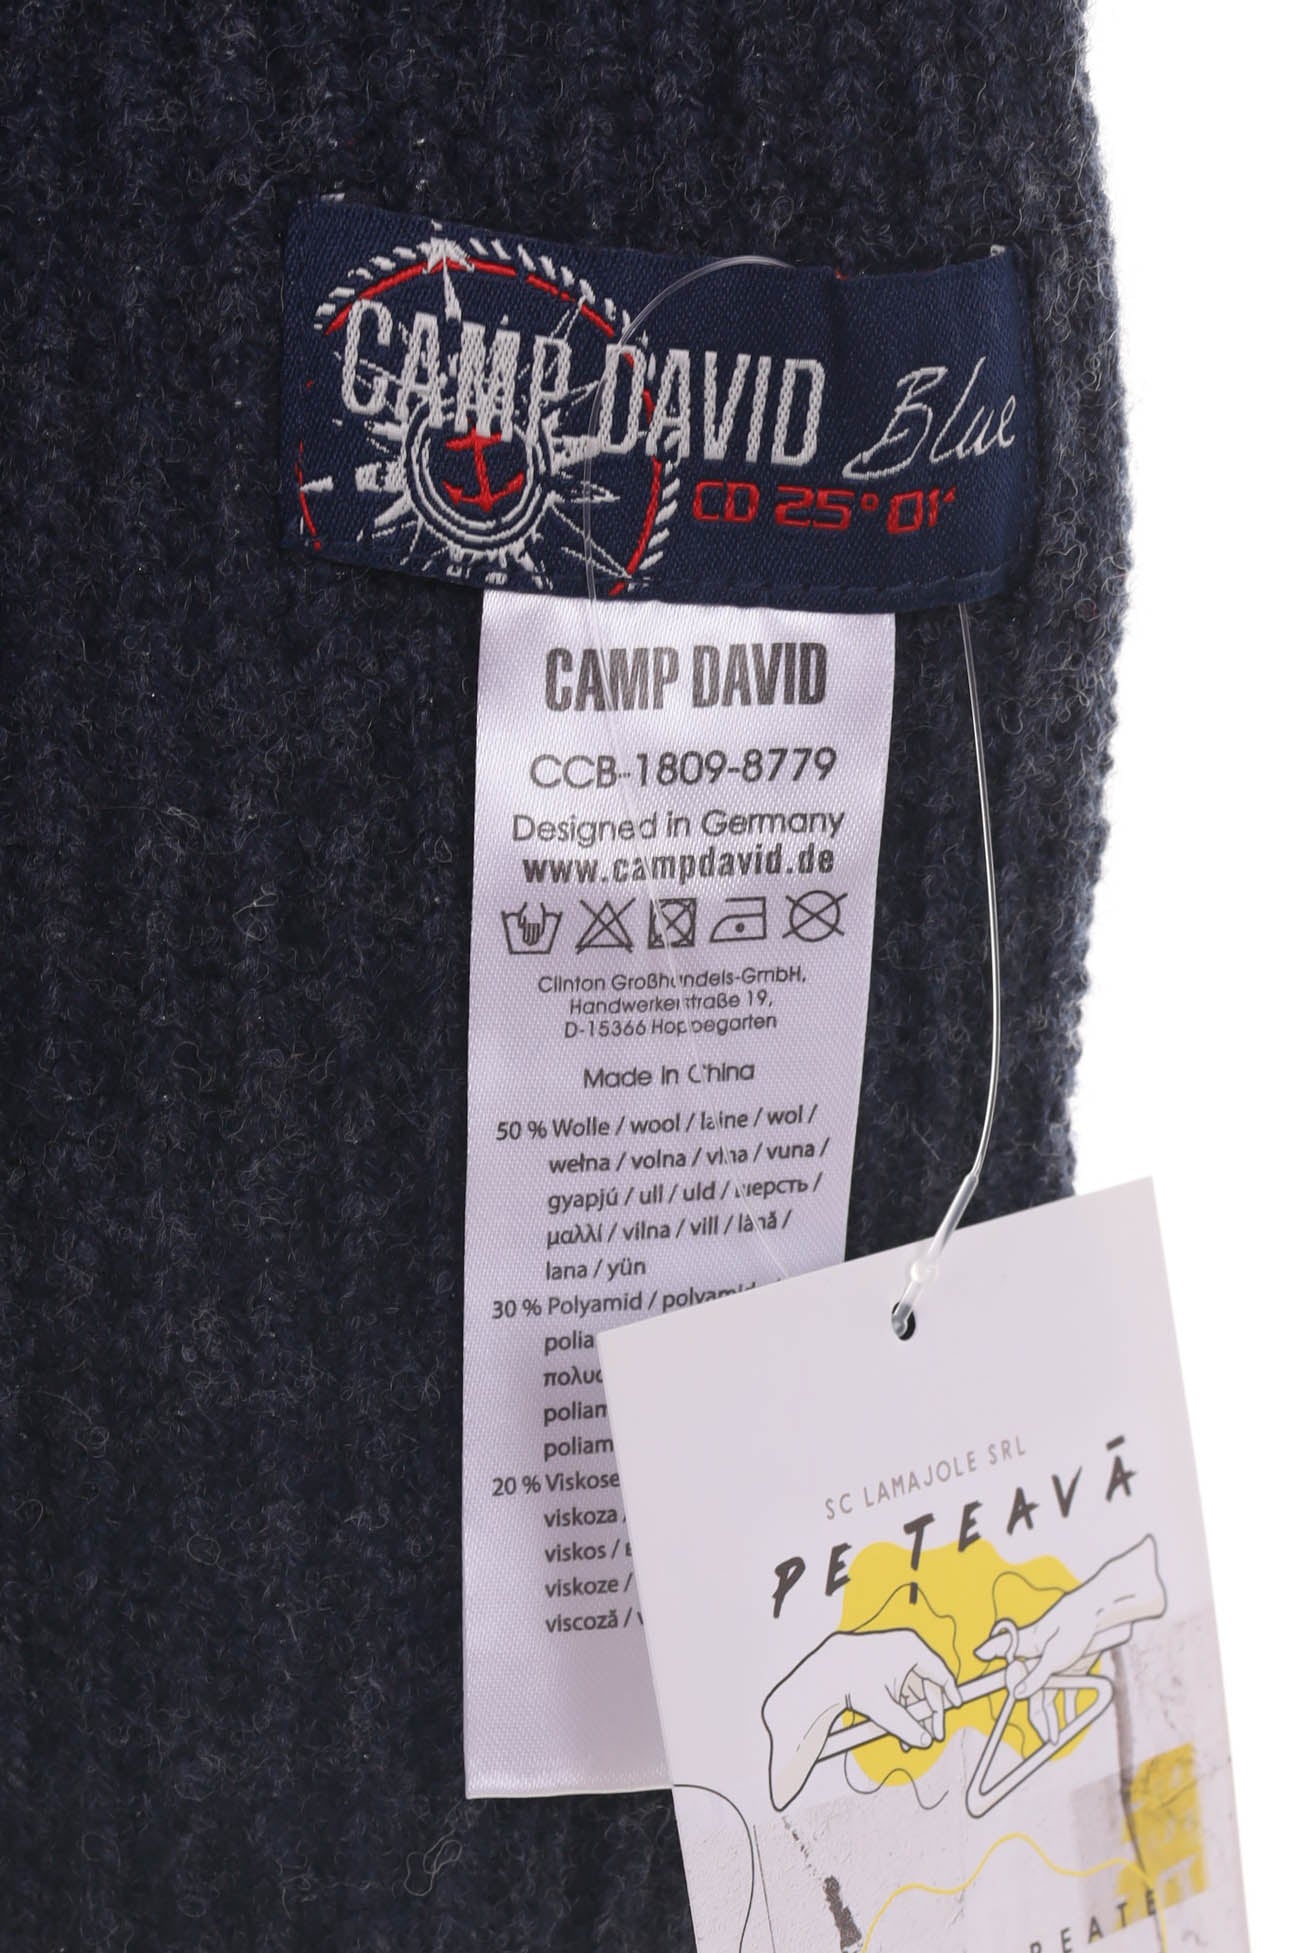 CAMP DAVID Blue
CD 25°01'
CAMP DAVID
CCB-1809-8779
Designed in Germany
www.campdavid.de
Clinton Großhandels-GmbH,
Handwerkerstraße 19,
D-15366 Hoppegarten
Made in China
50 % Wolle / wool / laine / wol /
wełna / volna / vlna / vuna /
gyapjú / ull / uld / шерсть /
μαλλί / vilna / vill / lână /
lana / yün
30 % Polyamid /
20 % Viskose
viskoza
viskos /
viskoze /
viscoză /
SC LAMAJOLE SRL
PE ȚEAVĂ